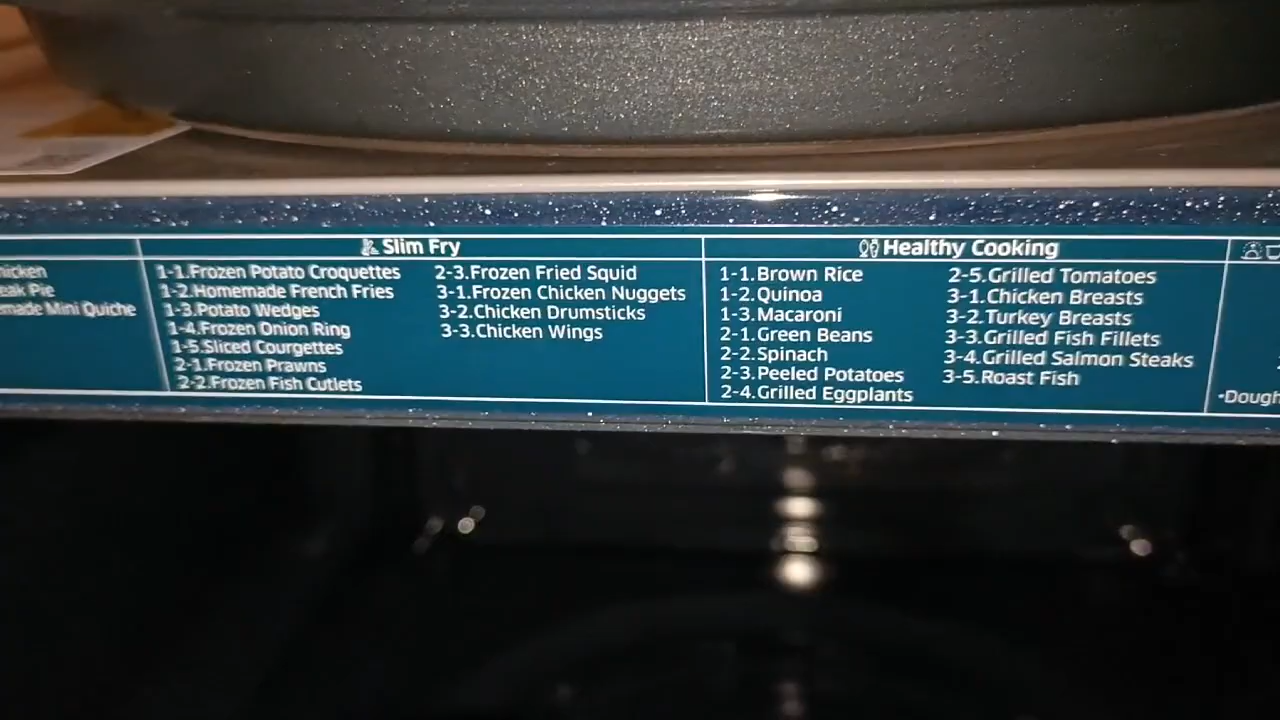 Mini Quiche
Slim Fry
1-1.Frozen Potato Croquettes
1-2.Homemade French Fries
1-3.Potato Wedges
1-4.Frozen Onion Ring
1-5.Sliced Courgettes
2-1.Frozen Prawns
2-2.Frozen Fish Cutlets
2-3.Frozen Fried Squid
3-1.Frozen Chicken Nuggets
3-2.Chicken Drumsticks
3-3.Chicken Wings
Healthy Cooking
1-1.Brown Rice
1-2.Quinoa
1-3.Macaroni
2-1.Green Beans
2-2.Spinach
2-3.Peeled Potatoes
2-4.Grilled Eggplants
2-5.Grilled Tomatoes
3-1.Chicken Breasts
3-2.Turkey Breasts
3-3.Grilled Fish Fillets
3-4.Grilled Salmon Steaks
3-5.Roast Fish
•Dough